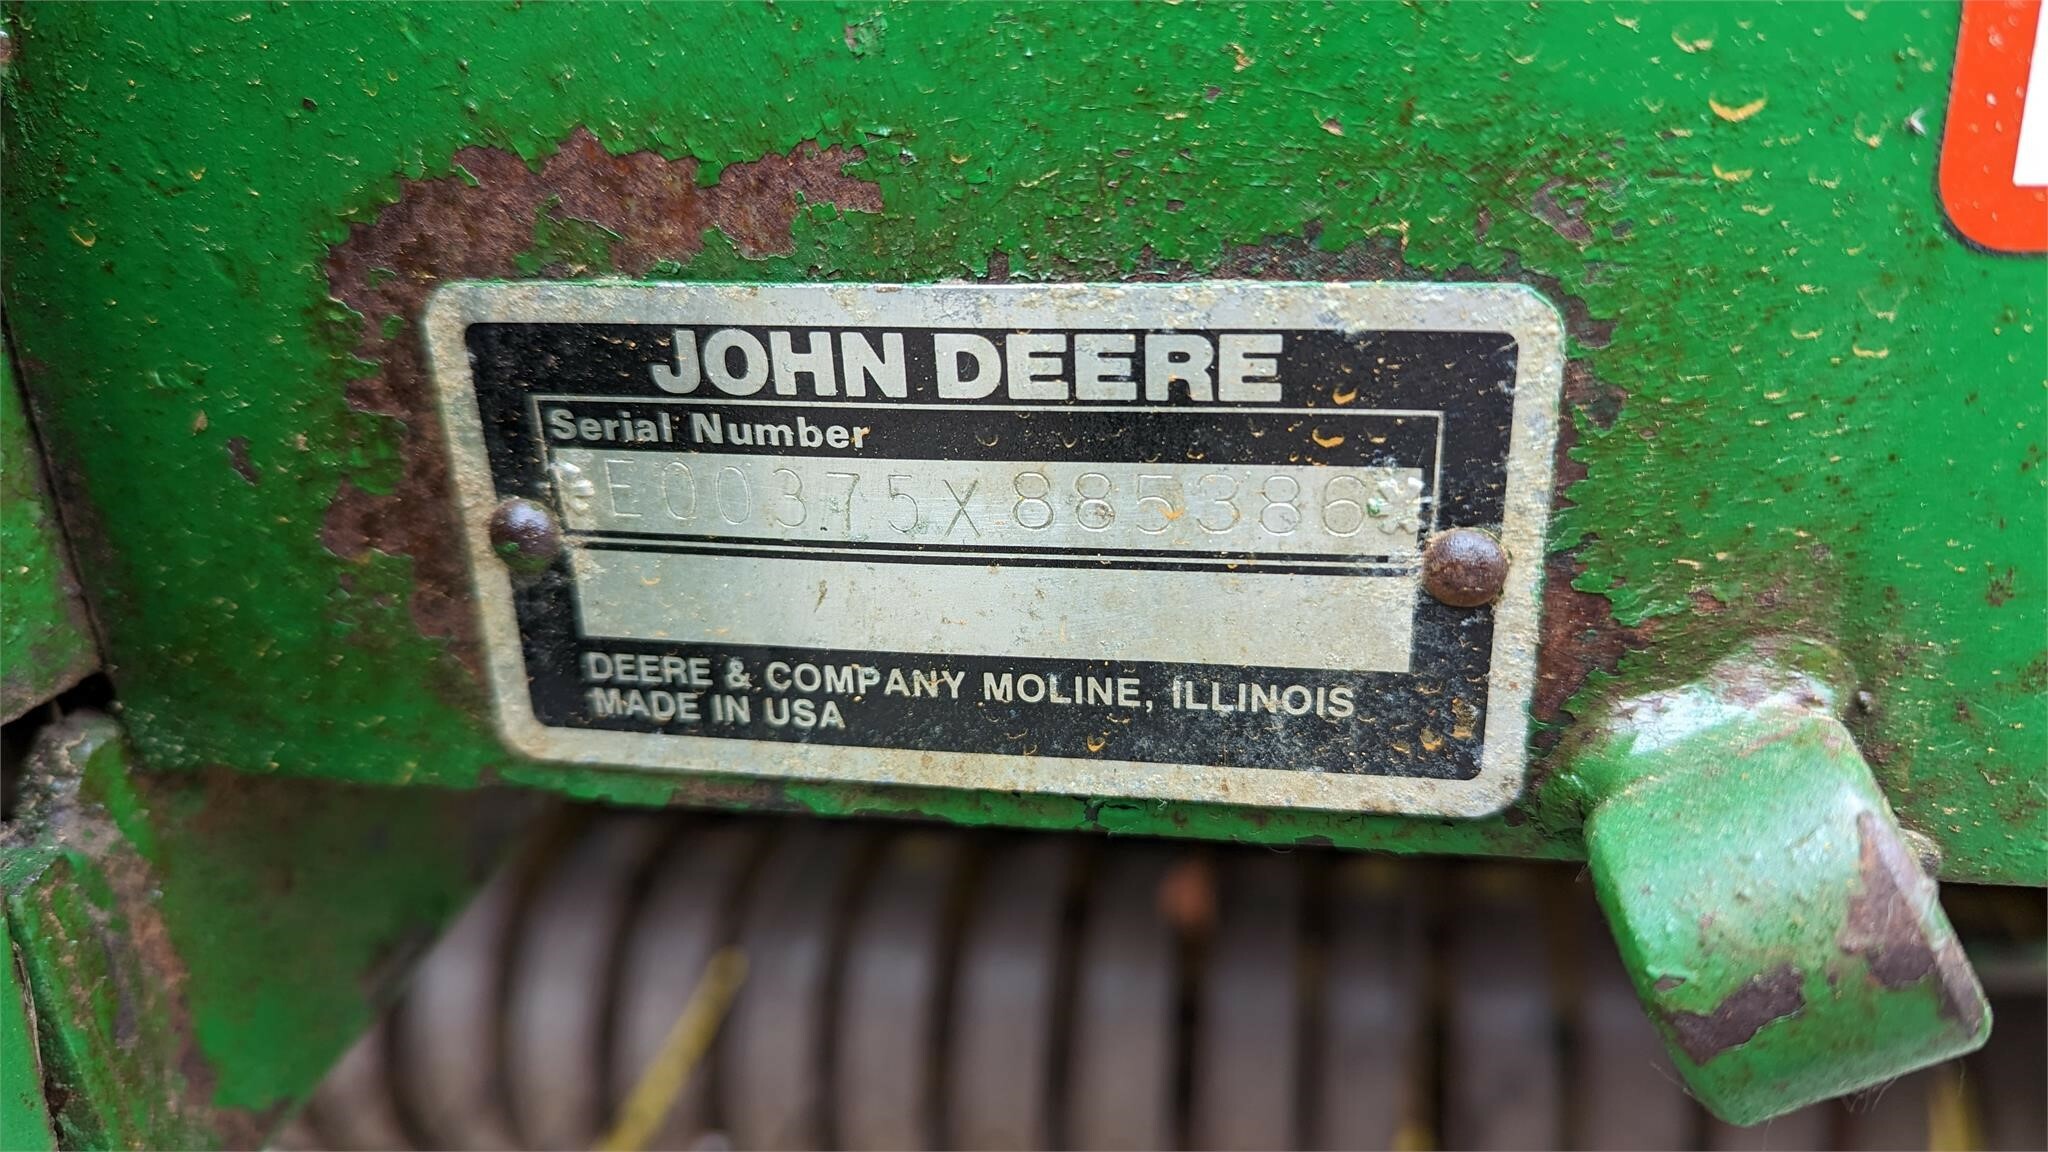 JOHN DEERE
Serial Number
*E00375X885386*
DEERE & COMPANY MOLINE, ILLINOIS
MADE IN USA